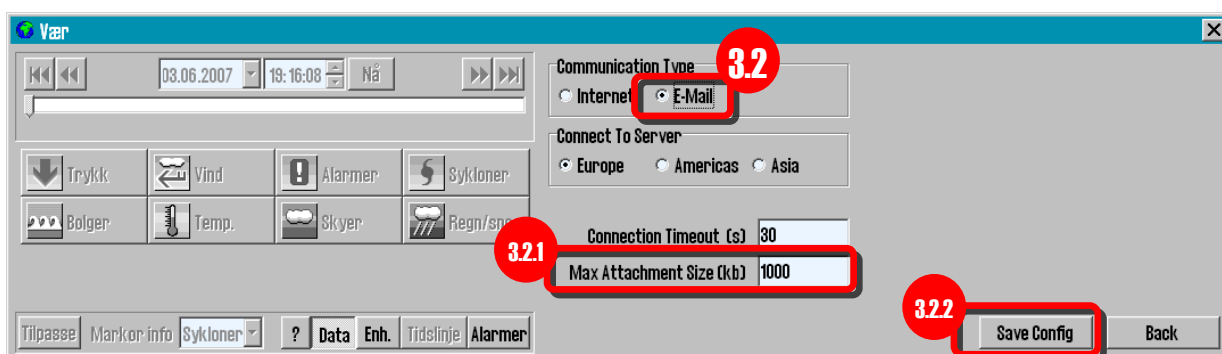 Vær
03.06.2007 19:16:08 Nå
Communication Type
3.2
Internet E-Mail
Connect To Server
Europe Americas Asia
Trykk Vind Alarmer Sykloner
Bolger Temp. Skyer Regn/sno
3.2.1
Connection Timeout (s) 30
Max Attachment Size (kb) 1000
3.2.2
Tilpasse Markor info Sykloner ? Data Enh. Tidslinje Alarmer
Save Config Back